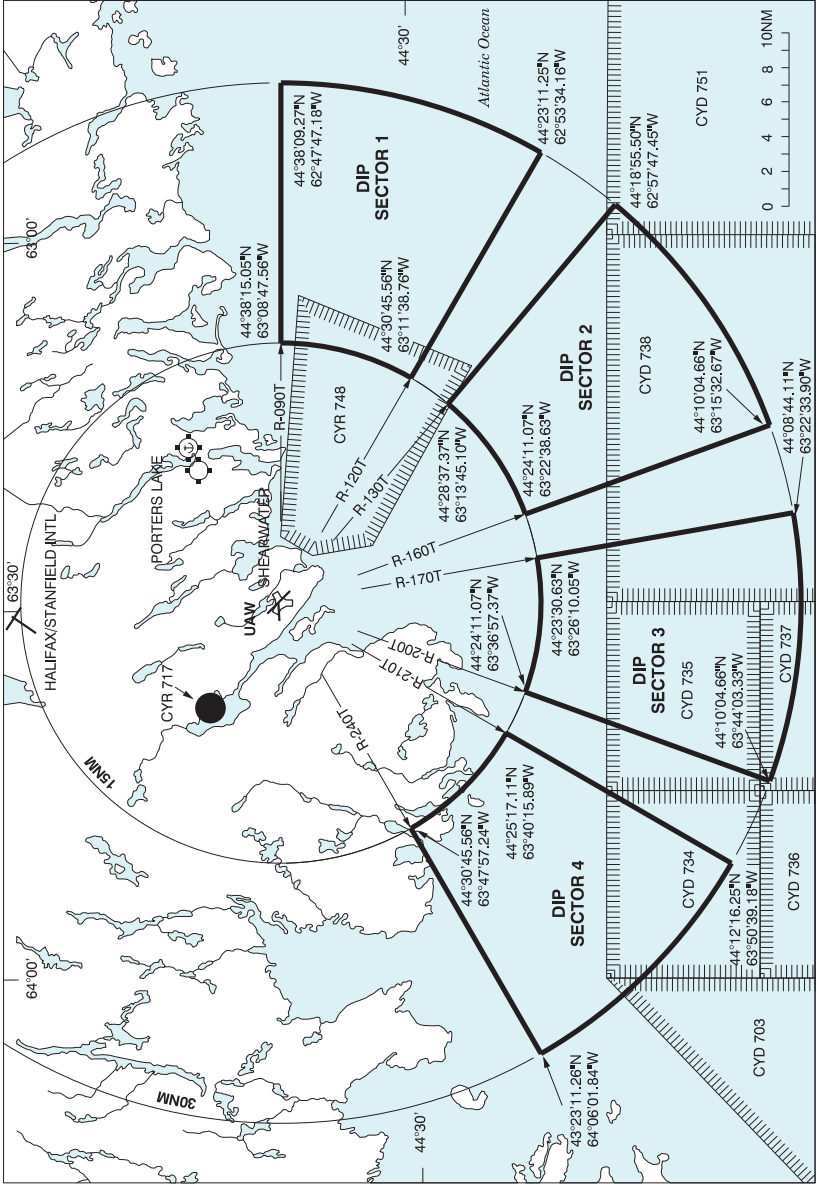 64°00'
63°30'
63°00'
HALIFAX/STANFIELD INTL
15NM
30NM
CYR 717
PORTERS LAKE
UAW
SHEARWATER
44°38'15.05"N
63°08'47.56"W
R-090T
44°38'09.27"N
62°47'47.18"W
CYR 748
R-120T
R-130T
R-240T
R-210T
R-200T
R-170T
R-160T
44°30'45.56"N
63°11'38.76"W
DIP
SECTOR 1
44°30'
44°30'
44°30'45.56"N
63°47'57.24"W
44°28'37.37"N
63°13'45.10"W
44°24'11.07"N
63°36'57.37"W
Atlantic Ocean
44°25'17.11"N
63°40'15.89"W
44°24'11.07"N
63°22'38.63"W
44°23'30.63"N
63°26'10.05"W
44°23'11.25"N
62°53'34.16"W
DIP
SECTOR 4
DIP
SECTOR 2
43°23'11.26"N
64°06'01.84"W
DIP
SECTOR 3
44°18'55.50"N
62°57'47.45"W
CYD 738
CYD 734
CYD 735
CYD 751
44°10'04.66"N
63°15'32.67"W
44°10'04.66"N
63°44'03.33"W
44°12'16.25"N
63°50'39.18"W
CYD 703
CYD 736
CYD 737
44°08'44.11"N
63°22'33.90"W
0 2 4 6 8 10NM